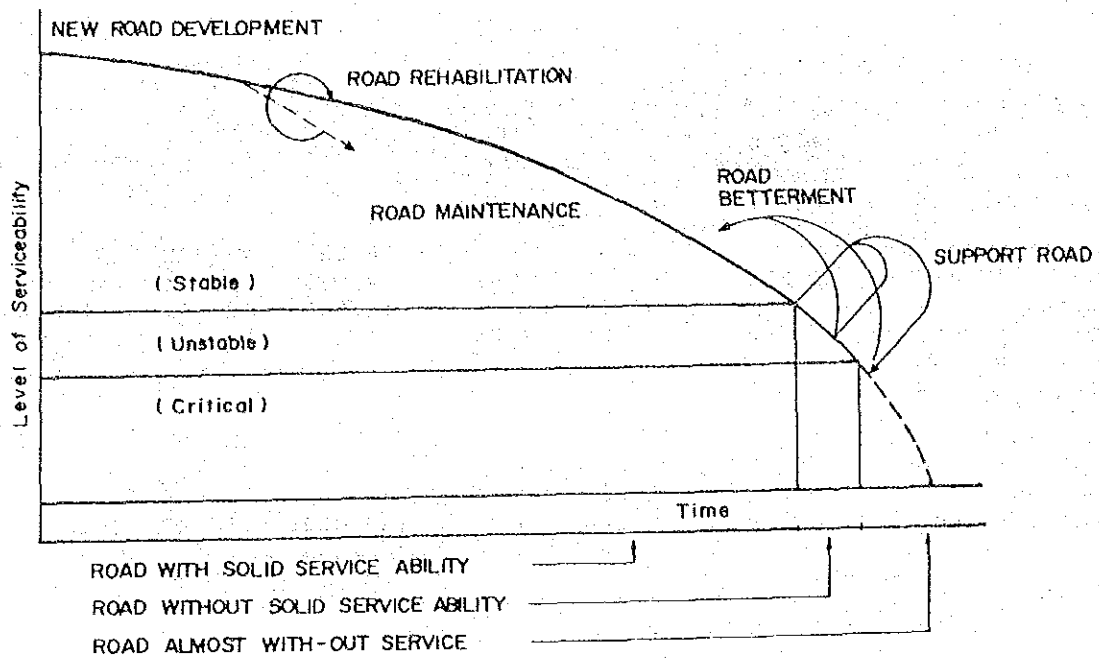 NEW ROAD DEVELOPMENT
ROAD REHABILITATION
ROAD
BETTERMENT
ROAD MAINTENANCE
SUPPORT ROAD
Level of Serviceability
( Stable )
( Unstable )
( Critical )
Time
ROAD WITH SOLID SERVICE ABILITY
ROAD WITHOUT SOLID SERVICE ABILITY
ROAD ALMOST WITH-OUT SERVICE